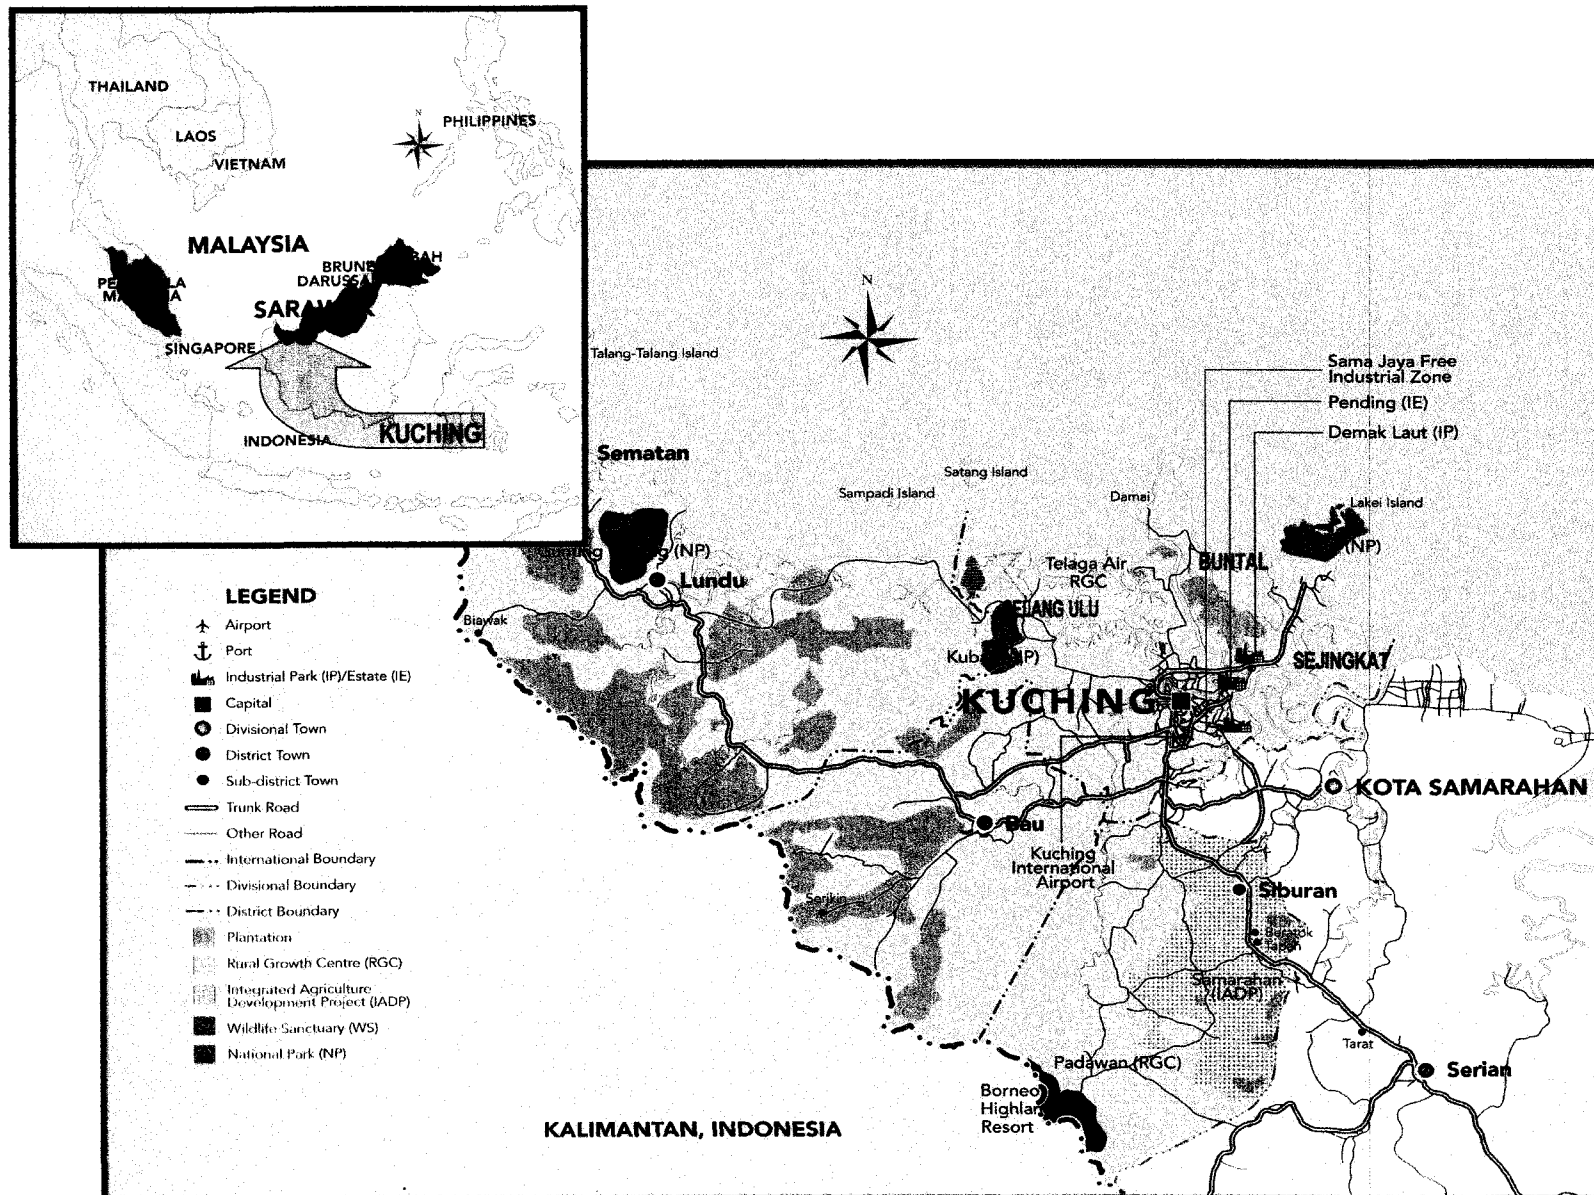 THAILAND
LAOS
VIETNAM
N
PHILIPPINES
MALAYSIA
SINGAPORE
INDONESIA
KUCHING
N
Talang-Talang Island
Sematan
Sampadi Island
Satang Island
Damai
Lakei Island
(NP)
Sama Jaya Free
Industrial Zone
Pending (IE)
Demak Laut (IP)
(NP)
Lundu
Biawak
Telaga Air
RGC
BUNTAL
ULU
SEJINGKAT
KUCHING
KOTA SAMARAHAN
Bau
Kuching
International
Airport
Serikin
Siburan
Beratok
Tapah
Samarahan
(IADP)
Tarat
Serian
Padawan (RGC)
Borneo
Resort
KALIMANTAN, INDONESIA
LEGEND
Airport
Port
Industrial Park (IP)/Estate (IE)
Capital
Divisional Town
District Town
Sub-district Town
Trunk Road
Other Road
International Boundary
Divisional Boundary
District Boundary
Plantation
Rural Growth Centre (RGC)
Integrated Agriculture
Development Project (IADP)
Wildlife Sanctuary (WS)
National Park (NP)